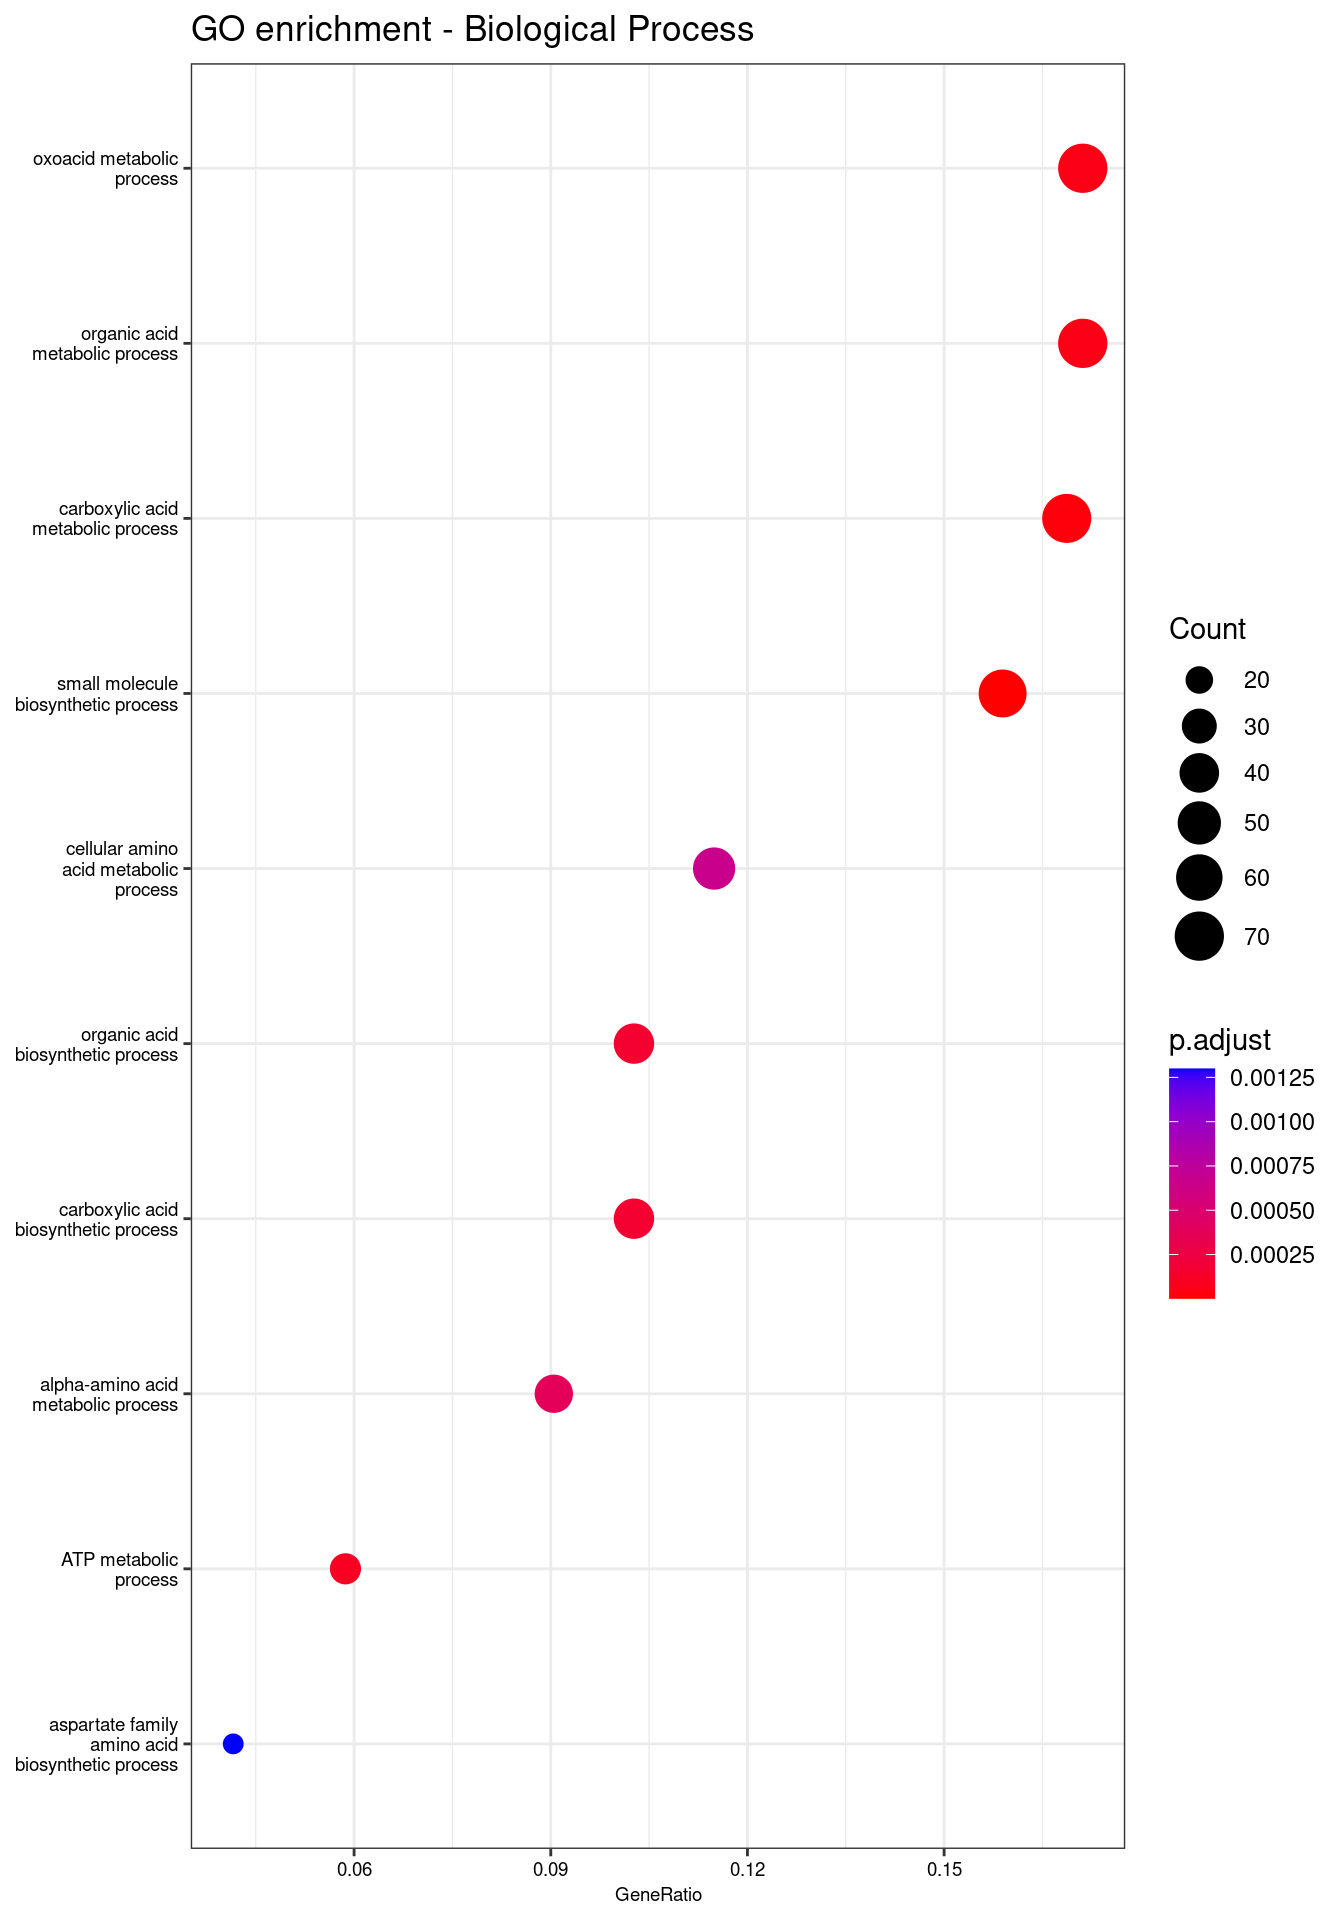 GO enrichment - Biological Process
oxoacid metabolic
process
organic acid
metabolic process
carboxylic acid
metabolic process
small molecule
biosynthetic process
cellular amino
acid metabolic
process
organic acid
biosynthetic process
carboxylic acid
biosynthetic process
alpha-amino acid
metabolic process
ATP metabolic
process
aspartate family
amino acid
biosynthetic process
0.06
0.09
0.12
0.15
GeneRatio
Count
20
30
40
50
60
70
p.adjust
0.00125
0.00100
0.00075
0.00050
0.00025